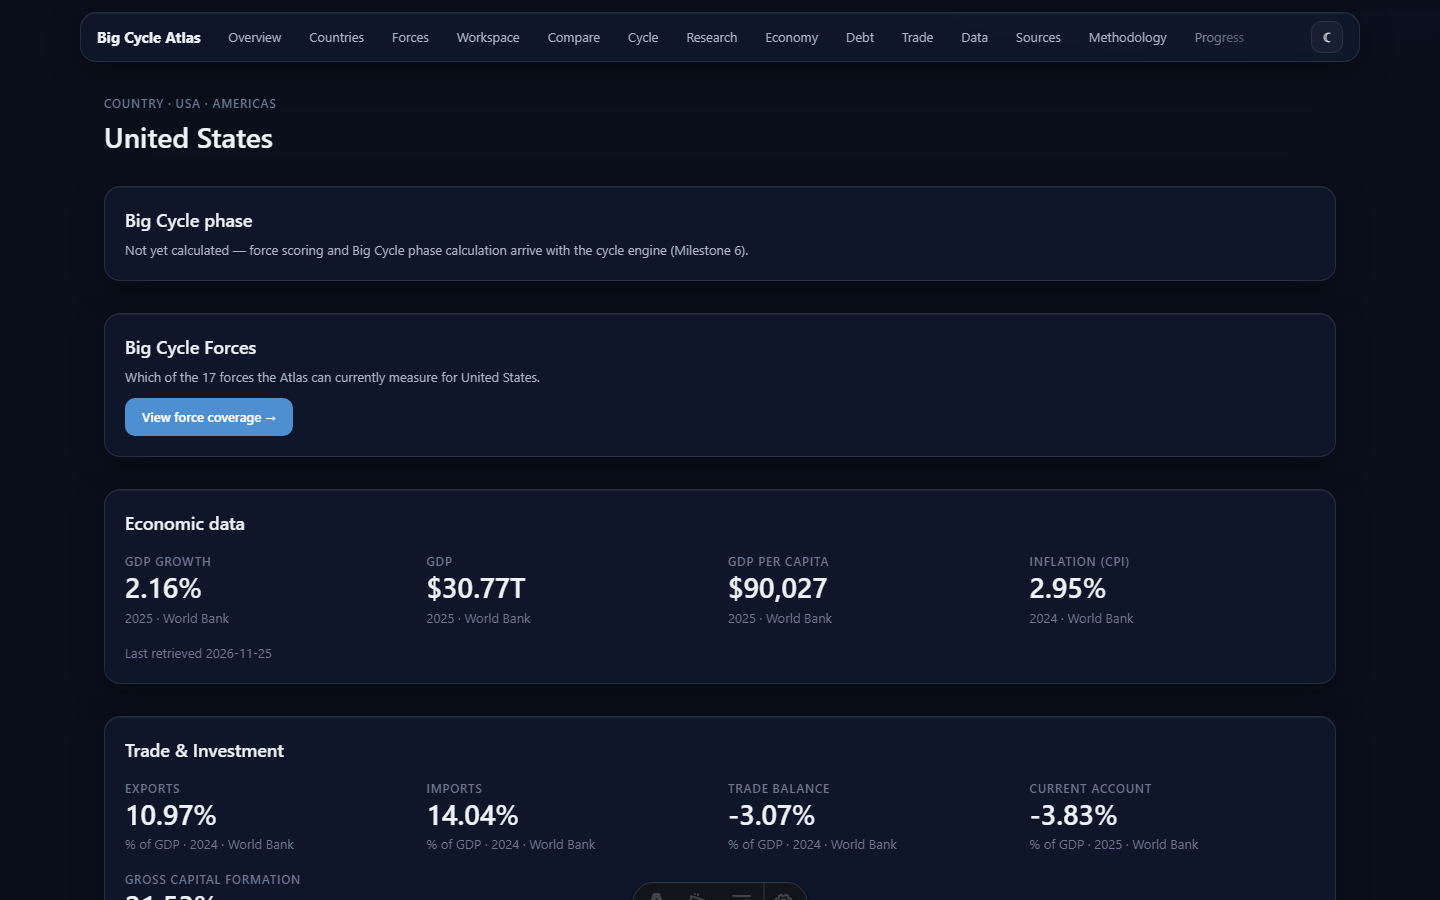 Big Cycle Atlas Overview Countries Forces Workspace Compare Cycle Research Economy Debt Trade Data Sources Methodology Progress
COUNTRY · USA · AMERICAS
United States
Big Cycle phase
Not yet calculated — force scoring and Big Cycle phase calculation arrive with the cycle engine (Milestone 6).
Big Cycle Forces
Which of the 17 forces the Atlas can currently measure for United States.
View force coverage →
Economic data
GDP GROWTH GDP GDP PER CAPITA INFLATION (CPI)
2.16% $30.77T $90,027 2.95%
2025 · World Bank 2025 · World Bank 2025 · World Bank 2024 · World Bank
Last retrieved 2026-11-25
Trade & Investment
EXPORTS IMPORTS TRADE BALANCE CURRENT ACCOUNT
10.97% 14.04% -3.07% -3.83%
% of GDP · 2024 · World Bank % of GDP · 2024 · World Bank % of GDP · 2024 · World Bank % of GDP · 2025 · World Bank
GROSS CAPITAL FORMATION